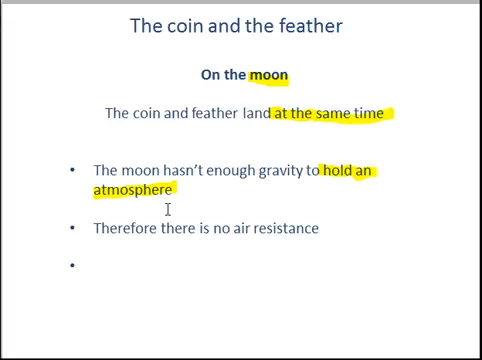 The coin and the feather
On the moon
The coin and feather land at the same time
• The moon hasn't enough gravity to hold an
atmosphere
• Therefore there is no air resistance
•